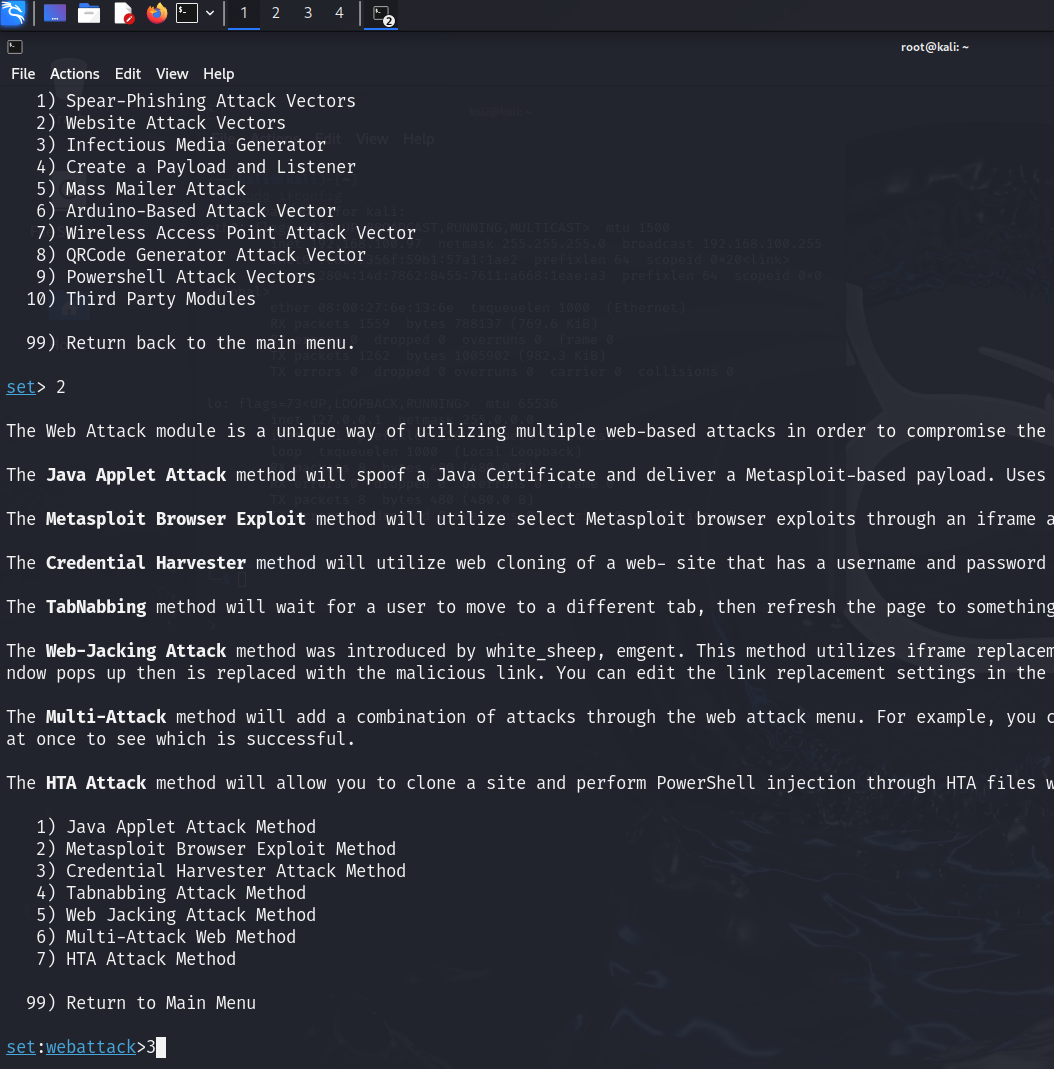 1 2 3 4 2
root@kali: ~
File Actions Edit View Help
1) Spear-Phishing Attack Vectors
2) Website Attack Vectors
3) Infectious Media Generator
4) Create a Payload and Listener
5) Mass Mailer Attack
6) Arduino-Based Attack Vector
7) Wireless Access Point Attack Vector
8) QRCode Generator Attack Vector
9) Powershell Attack Vectors
10) Third Party Modules
99) Return back to the main menu.
set> 2
The Web Attack module is a unique way of utilizing multiple web-based attacks in order to compromise the
The Java Applet Attack method will spoof a Java Certificate and deliver a Metasploit-based payload. Uses
The Metasploit Browser Exploit method will utilize select Metasploit browser exploits through an iframe a
The Credential Harvester method will utilize web cloning of a web- site that has a username and password
The TabNabbing method will wait for a user to move to a different tab, then refresh the page to something
The Web-Jacking Attack method was introduced by white_sheep, emgent. This method utilizes iframe replacem
ndow pops up then is replaced with the malicious link. You can edit the link replacement settings in the
The Multi-Attack method will add a combination of attacks through the web attack menu. For example, you c
at once to see which is successful.
The HTA Attack method will allow you to clone a site and perform PowerShell injection through HTA files w
1) Java Applet Attack Method
2) Metasploit Browser Exploit Method
3) Credential Harvester Attack Method
4) Tabnabbing Attack Method
5) Web Jacking Attack Method
6) Multi-Attack Web Method
7) HTA Attack Method
99) Return to Main Menu
set:webattack>3